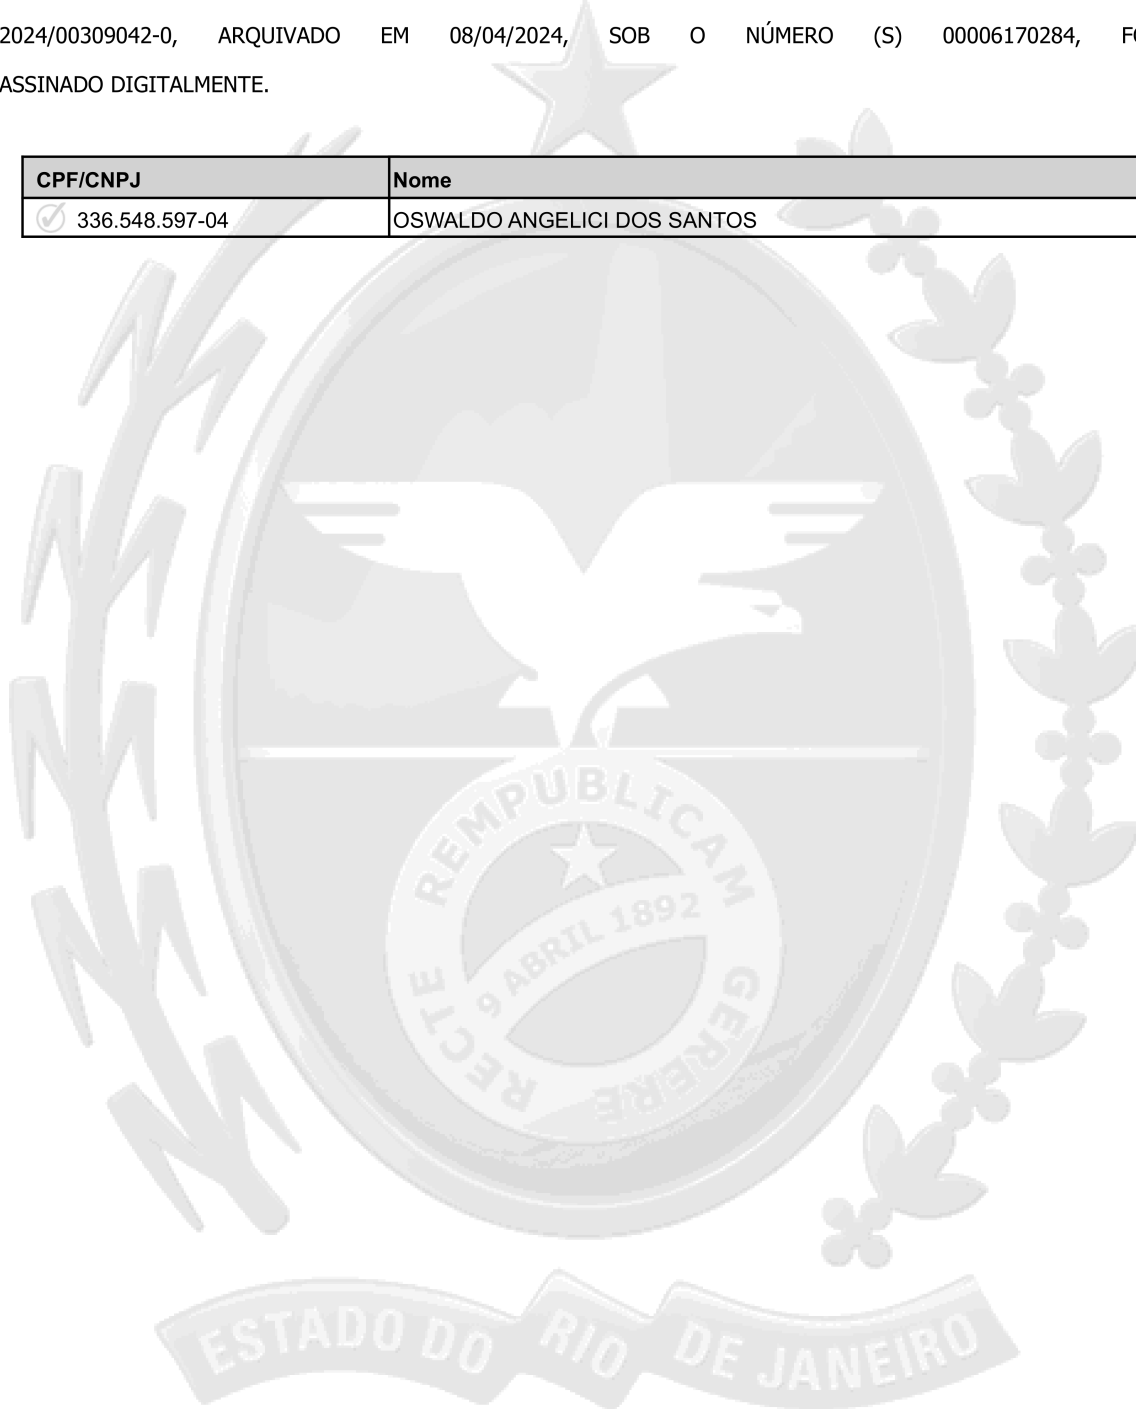 2024/00309042-0, ARQUIVADO EM 08/04/2024, SOB O NÚMERO (S) 00006170284, FO
ASSINADO DIGITALMENTE.
CPF/CNPJ Nome
336.548.597-04 OSWALDO ANGELICI DOS SANTOS
REMPUBLICAM
9 ABRIL 1892
RECTE GERERE
ESTADO DO RIO DE JANEIRO